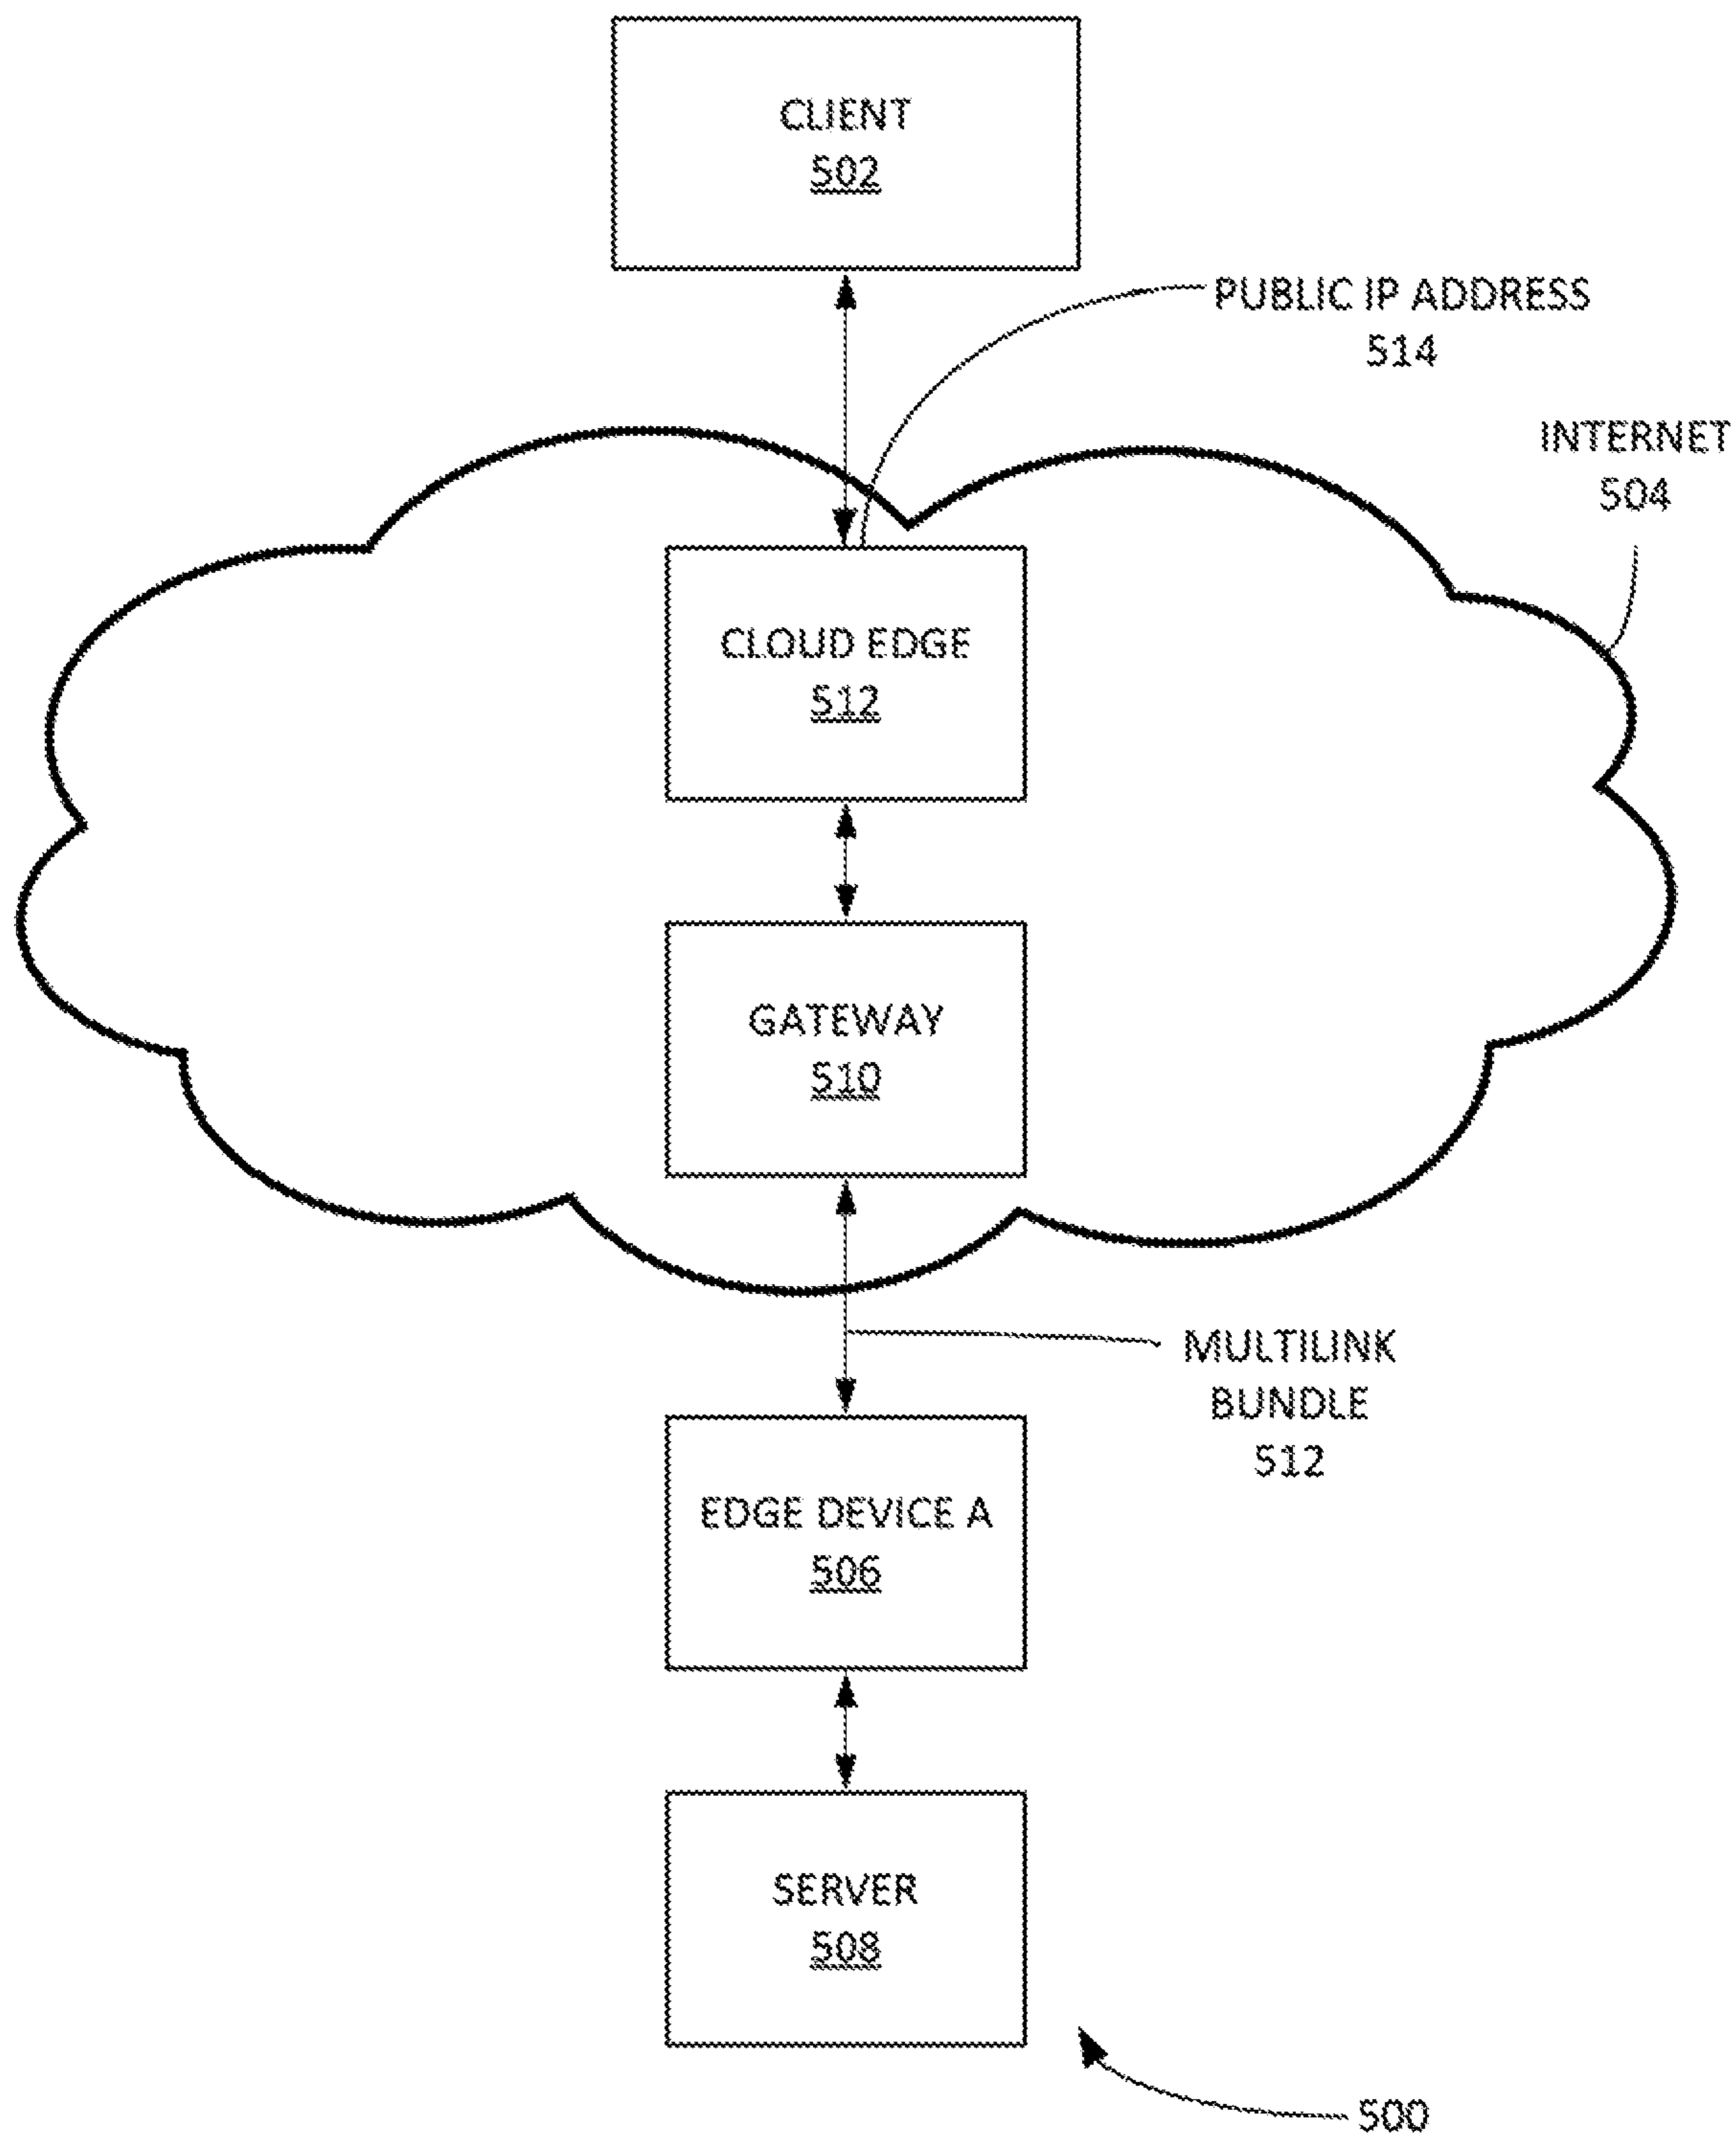 CLIENT
502
PUBLIC IP ADDRESS
514
INTERNET
504
CLOUD EDGE
512
GATEWAY
510
MULTILINK
BUNDLE
512
EDGE DEVICE A
506
SERVER
508
500